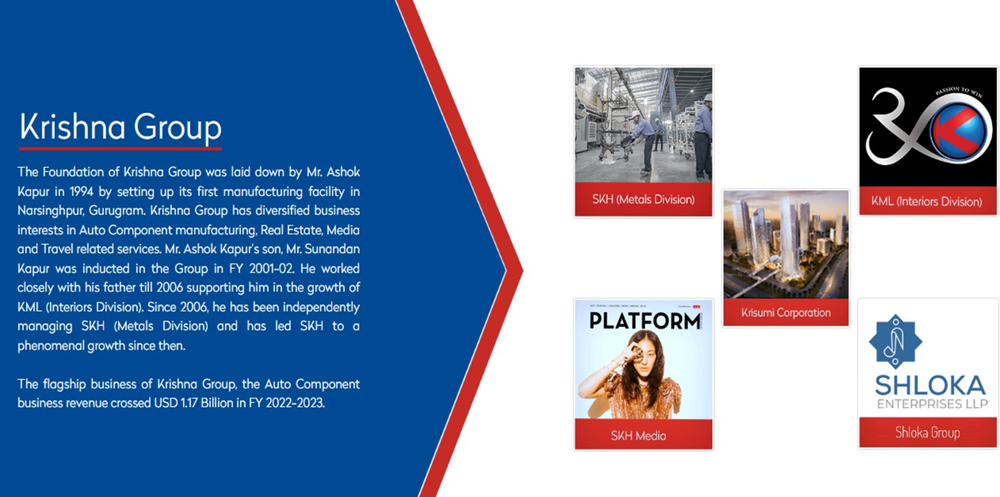 Krishna Group
The Foundation of Krishna Group was laid down by Mr. Ashok
Kapur in 1994 by setting up its first manufacturing facility in
Narsinghpur, Gurugram. Krishna Group has diversified business
interests in Auto Component manufacturing, Real Estate, Media
and Travel related services. Mr. Ashok Kapur's son, Mr. Sunandan
Kapur was inducted in the Group in FY 2001-02. He worked
closely with his father till 2006 supporting him in the growth of
KML (Interiors Division). Since 2006, he has been independently
managing SKH (Metals Division) and has led SKH to a
phenomenal growth since then.
The flagship business of Krishna Group, the Auto Component
business revenue crossed USD 1.17 Billion in FY 2022-2023.
SKH (Metals Division)
PASSION TO WIN
KML (Interiors Division)
Krisumi Corporation
PLATFORM
SKH Media
SHLOKA
ENTERPRISES LLP
Shloka Group